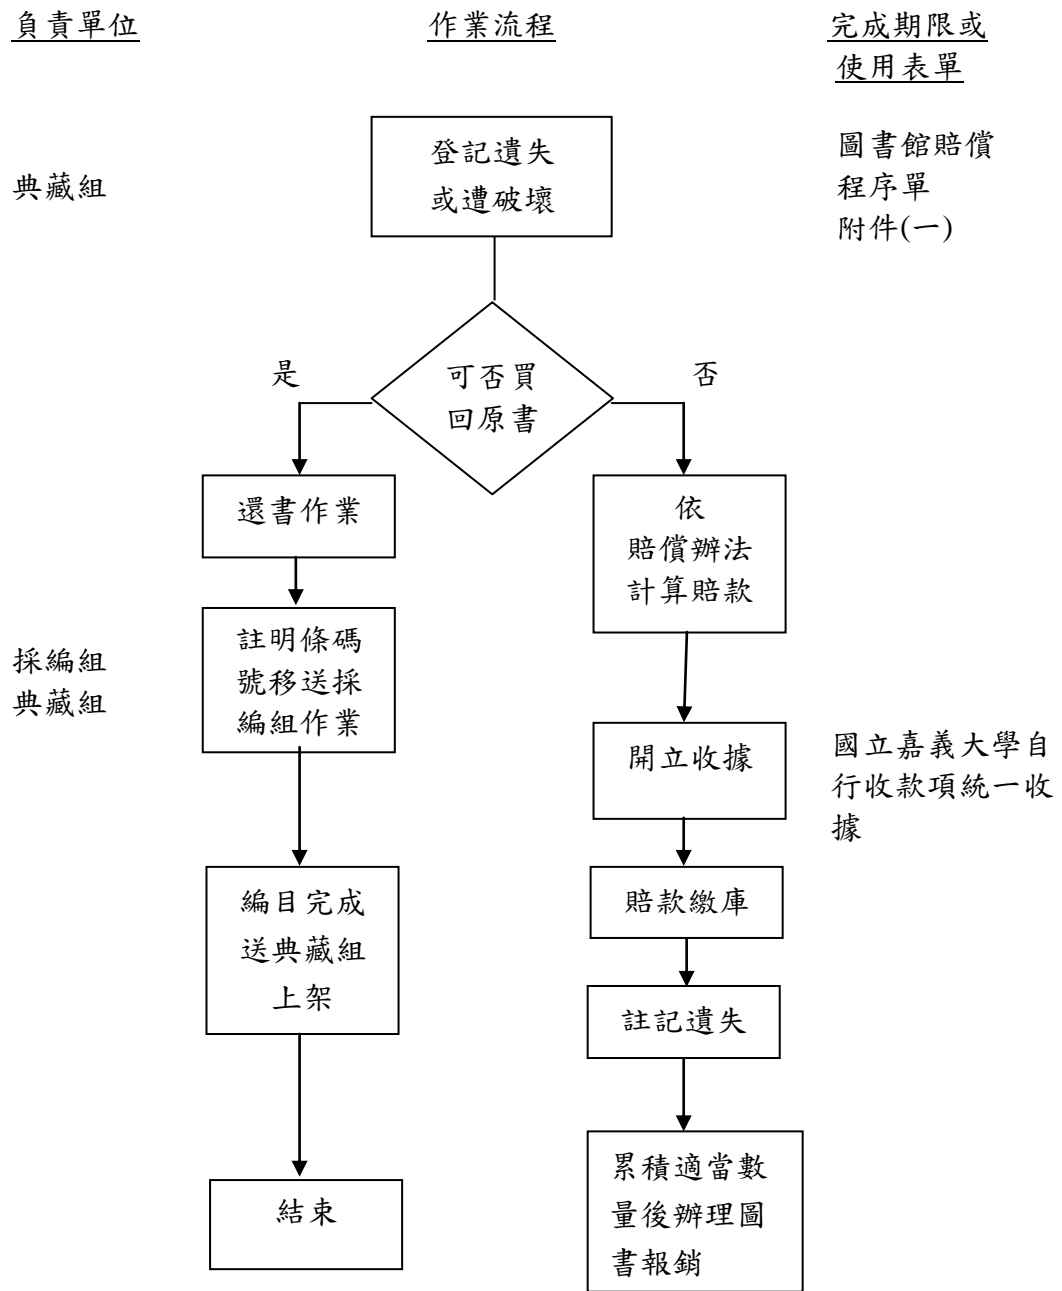 負責單位
作業流程
完成期限或
使用表單
典藏組
登記遺失
或遭破壞
圖書館賠償
程序單
附件(一)
可否買
回原書
是
否
還書作業
依
賠償辦法
計算賠款
採編組
典藏組
註明條碼
號移送採
編組作業
開立收據
國立嘉義大學自
行收款項統一收
據
編目完成
送典藏組
上架
賠款繳庫
註記遺失
結束
累積適當數
量後辦理圖
書報銷